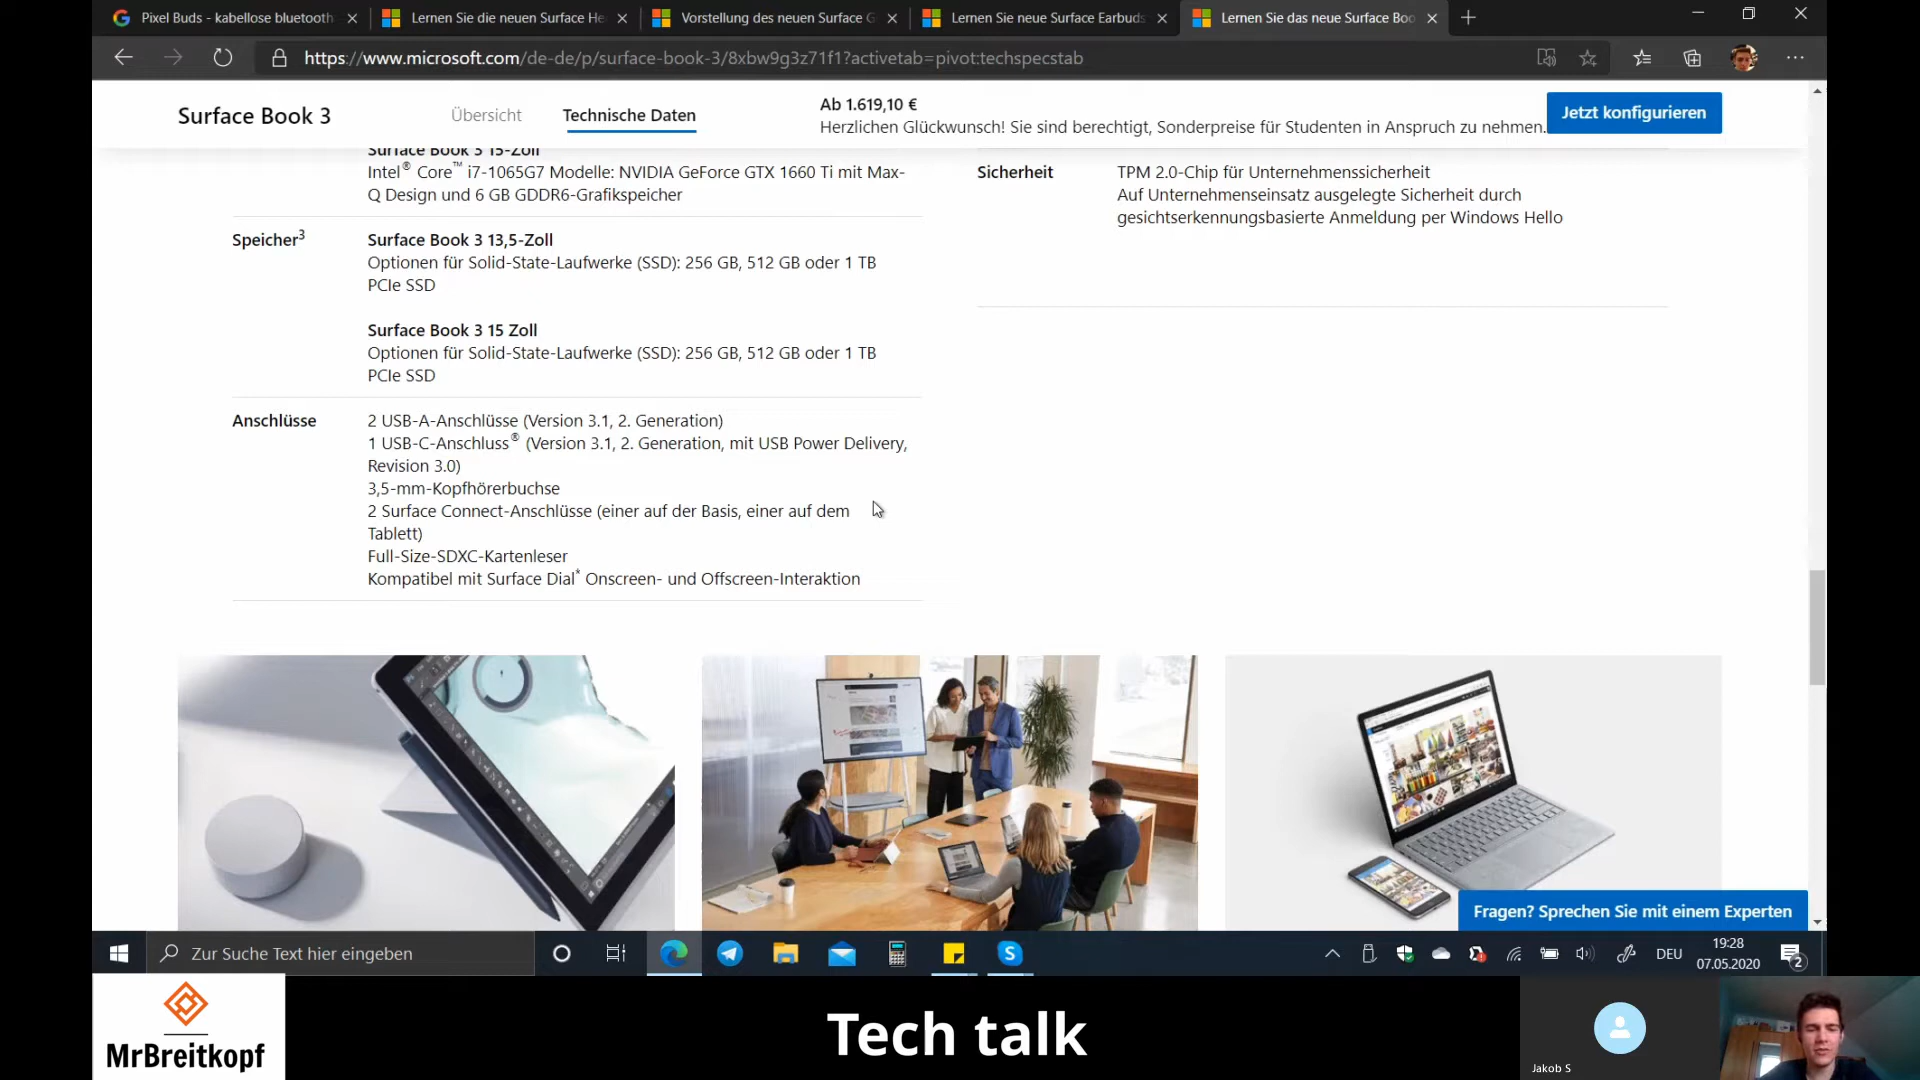 Pixel Buds - kabellose bluetooth
Lernen Sie die neuen Surface He
Vorstellung des neuen Surface G
Lernen Sie neue Surface Earbuds
Lernen Sie das neue Surface Boo
https://www.microsoft.com/de-de/p/surface-book-3/8xbw9g3z71f1?activetab=pivot:techspecstab
Surface Book 3
Übersicht
Technische Daten
Ab 1.619,10 €
Herzlichen Glückwunsch! Sie sind berechtigt, Sonderpreise für Studenten in Anspruch zu nehmen.
Jetzt konfigurieren
Surface Book 3 15-Zoll
Intel® Core™ i7-1065G7 Modelle: NVIDIA GeForce GTX 1660 Ti mit Max-
Q Design und 6 GB GDDR6-Grafikspeicher
Speicher3
Surface Book 3 13,5-Zoll
Optionen für Solid-State-Laufwerke (SSD): 256 GB, 512 GB oder 1 TB
PCIe SSD
Surface Book 3 15 Zoll
Optionen für Solid-State-Laufwerke (SSD): 256 GB, 512 GB oder 1 TB
PCIe SSD
Anschlüsse
2 USB-A-Anschlüsse (Version 3.1, 2. Generation)
1 USB-C-Anschluss® (Version 3.1, 2. Generation, mit USB Power Delivery,
Revision 3.0)
3,5-mm-Kopfhörerbuchse
2 Surface Connect-Anschlüsse (einer auf der Basis, einer auf dem
Tablett)
Full-Size-SDXC-Kartenleser
Kompatibel mit Surface Dial* Onscreen- und Offscreen-Interaktion
Sicherheit
TPM 2.0-Chip für Unternehmenssicherheit
Auf Unternehmenseinsatz ausgelegte Sicherheit durch
gesichtserkennungsbasierte Anmeldung per Windows Hello
Fragen? Sprechen Sie mit einem Experten
Zur Suche Text hier eingeben
DEU
19:28
07.05.2020
2
MrBreitkopf
Tech talk
Jakob S